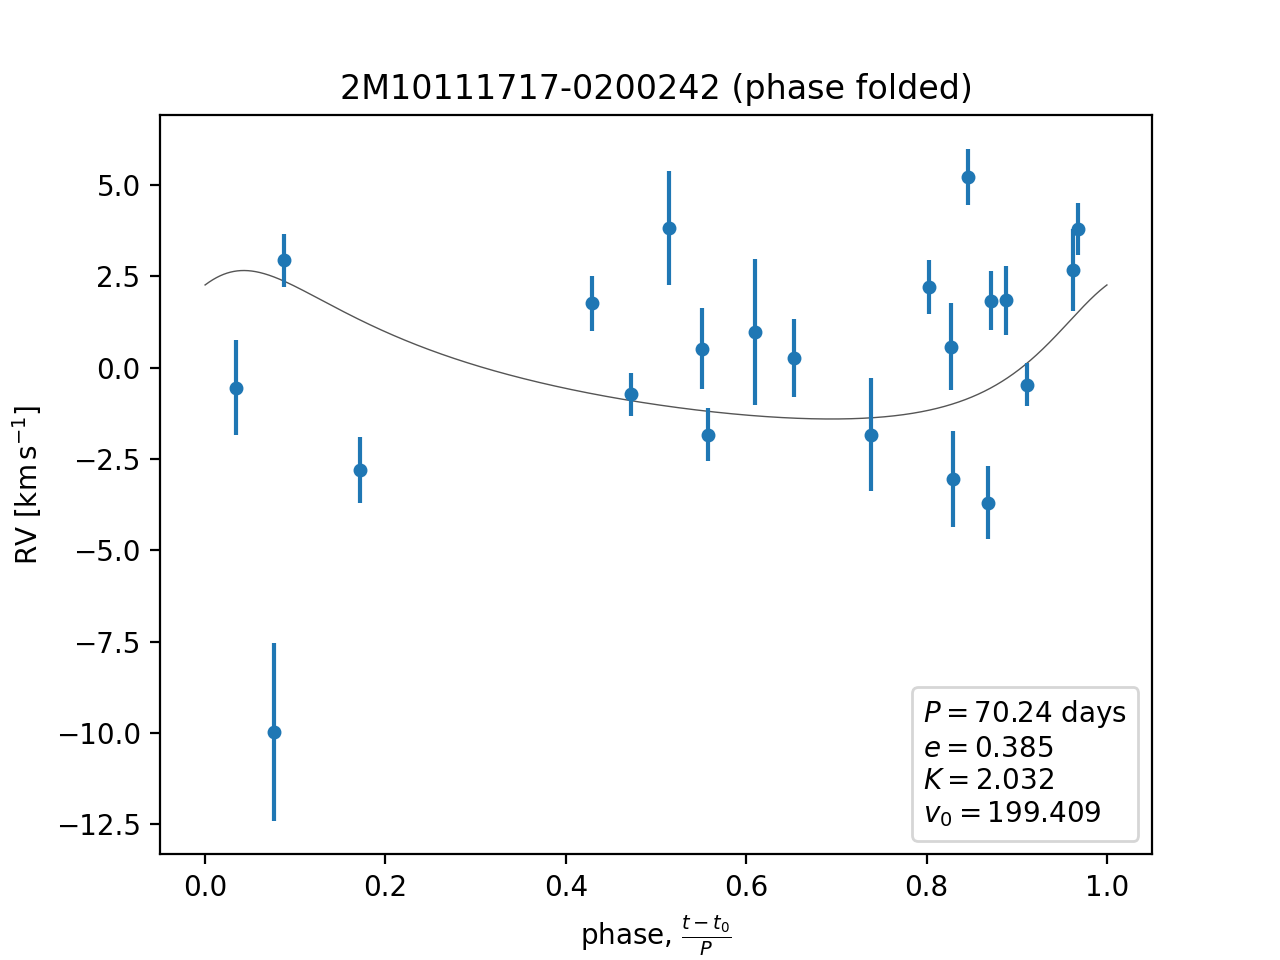 2M10111717-0200242 (phase folded)
RV [km s⁻¹]
5.0
2.5
0.0
−2.5
−5.0
−7.5
−10.0
−12.5
P = 70.24 days
e = 0.385
K = 2.032
v₀ = 199.409
0.0 0.2 0.4 0.6 0.8 1.0
phase, (t − t₀)/P